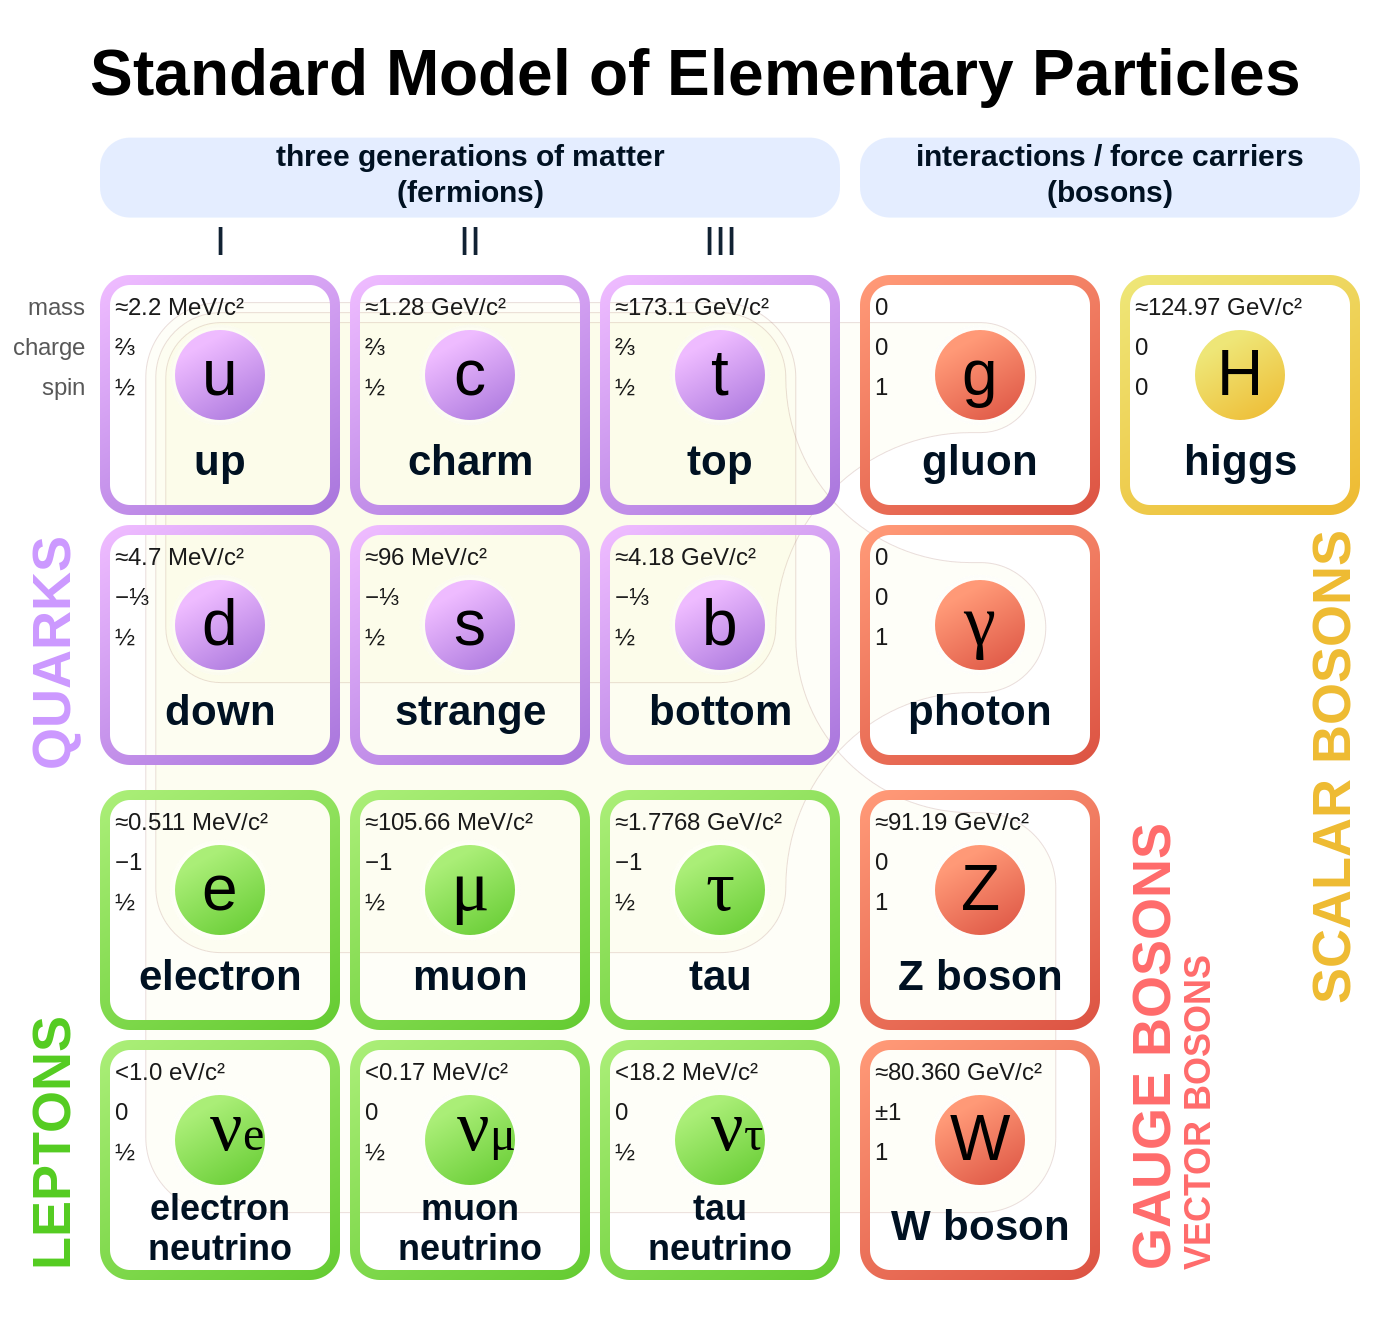 Standard Model of Elementary Particles
three generations of matter
(fermions)
interactions / force carriers
(bosons)
I
II
III
mass
charge
spin
≈2.2 MeV/c²
⅔
½
u
up
≈1.28 GeV/c²
⅔
½
c
charm
≈173.1 GeV/c²
⅔
½
t
top
0
0
1
g
gluon
≈124.97 GeV/c²
0
0
H
higgs
QUARKS
≈4.7 MeV/c²
−⅓
½
d
down
≈96 MeV/c²
−⅓
½
s
strange
≈4.18 GeV/c²
−⅓
½
b
bottom
0
0
1
γ
photon
≈0.511 MeV/c²
−1
½
e
electron
≈105.66 MeV/c²
−1
½
μ
muon
≈1.7768 GeV/c²
−1
½
τ
tau
≈91.19 GeV/c²
0
1
Z
Z boson
LEPTONS
<1.0 eV/c²
0
½
νe
electron
neutrino
<0.17 MeV/c²
0
½
νμ
muon
neutrino
<18.2 MeV/c²
0
½
ντ
tau
neutrino
≈80.360 GeV/c²
±1
1
W
W boson
GAUGE BOSONS
VECTOR BOSONS
SCALAR BOSONS